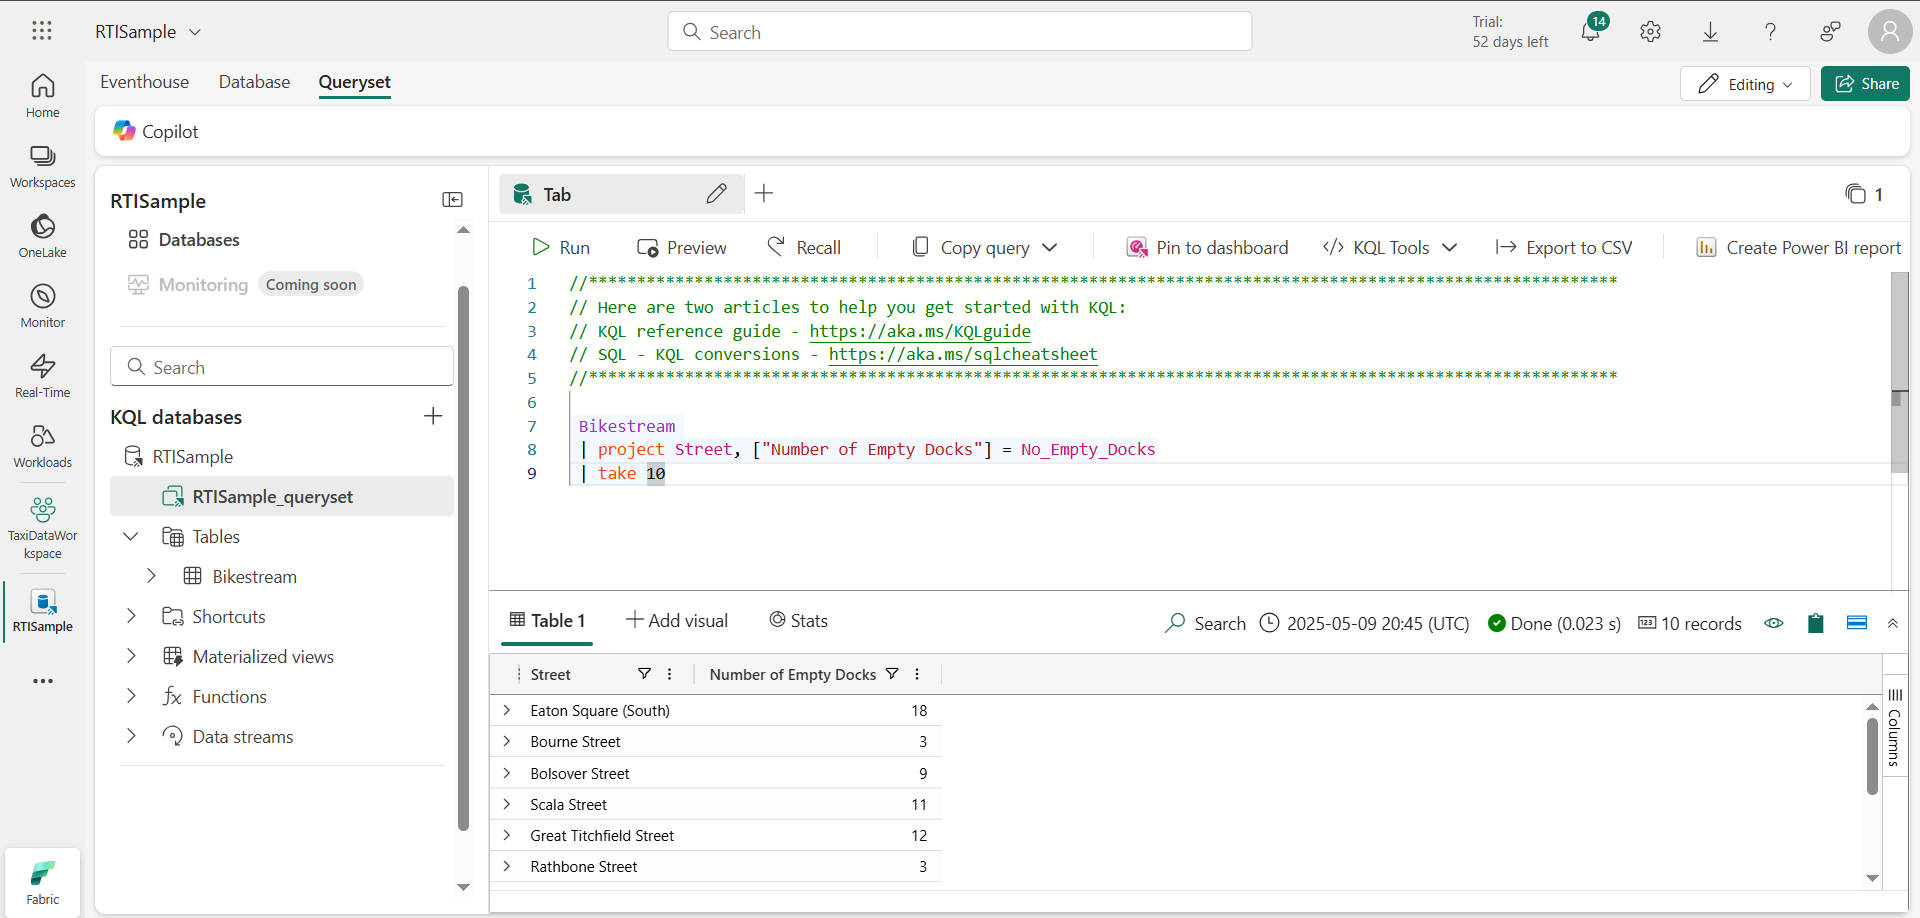 RTISample
Search
Trial:
52 days left
14
Home
Workspaces
OneLake
Monitor
Real-Time
Workloads
TaxiDataWor
kspace
RTISample
Fabric
Eventhouse Database Queryset
Editing
Share
Copilot
RTISample
Databases
Monitoring Coming soon
Search
KQL databases
RTISample
RTISample_queryset
Tables
Bikestream
Shortcuts
Materialized views
Functions
Data streams
Tab
1
Run Preview Recall Copy query Pin to dashboard KQL Tools Export to CSV Create Power BI report
1 //***********************************************************************************************************
2 // Here are two articles to help you get started with KQL:
3 // KQL reference guide - https://aka.ms/KQLguide
4 // SQL - KQL conversions - https://aka.ms/sqlcheatsheet
5 //***********************************************************************************************************
6
7 Bikestream
8 | project Street, ["Number of Empty Docks"] = No_Empty_Docks
9 | take 10
Table 1 Add visual Stats Search 2025-05-09 20:45 (UTC) Done (0.023 s) 10 records
Street Number of Empty Docks
Eaton Square (South) 18
Bourne Street 3
Bolsover Street 9
Scala Street 11
Great Titchfield Street 12
Rathbone Street 3
Columns